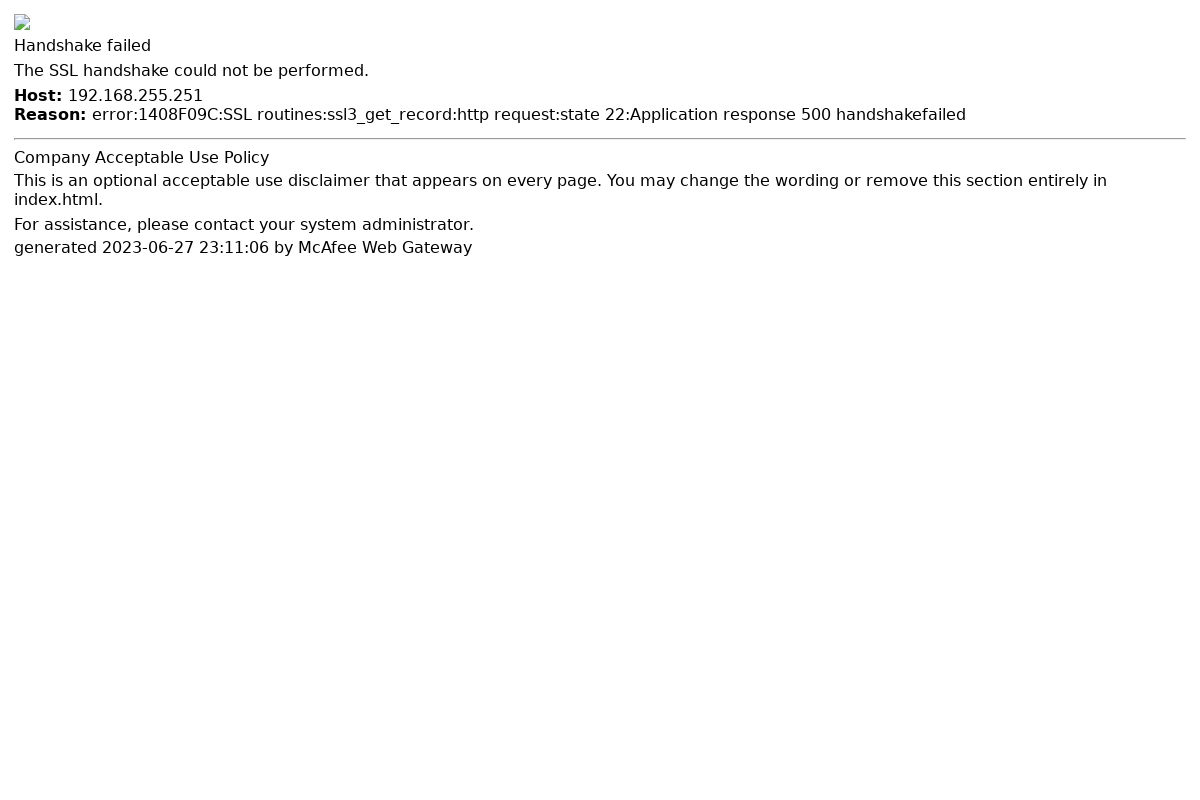 Handshake failed
The SSL handshake could not be performed.
Host: 192.168.255.251
Reason: error:1408F09C:SSL routines:ssl3_get_record:http request:state 22:Application response 500 handshakefailed
Company Acceptable Use Policy
This is an optional acceptable use disclaimer that appears on every page. You may change the wording or remove this section entirely in
index.html.
For assistance, please contact your system administrator.
generated 2023-06-27 23:11:06 by McAfee Web Gateway